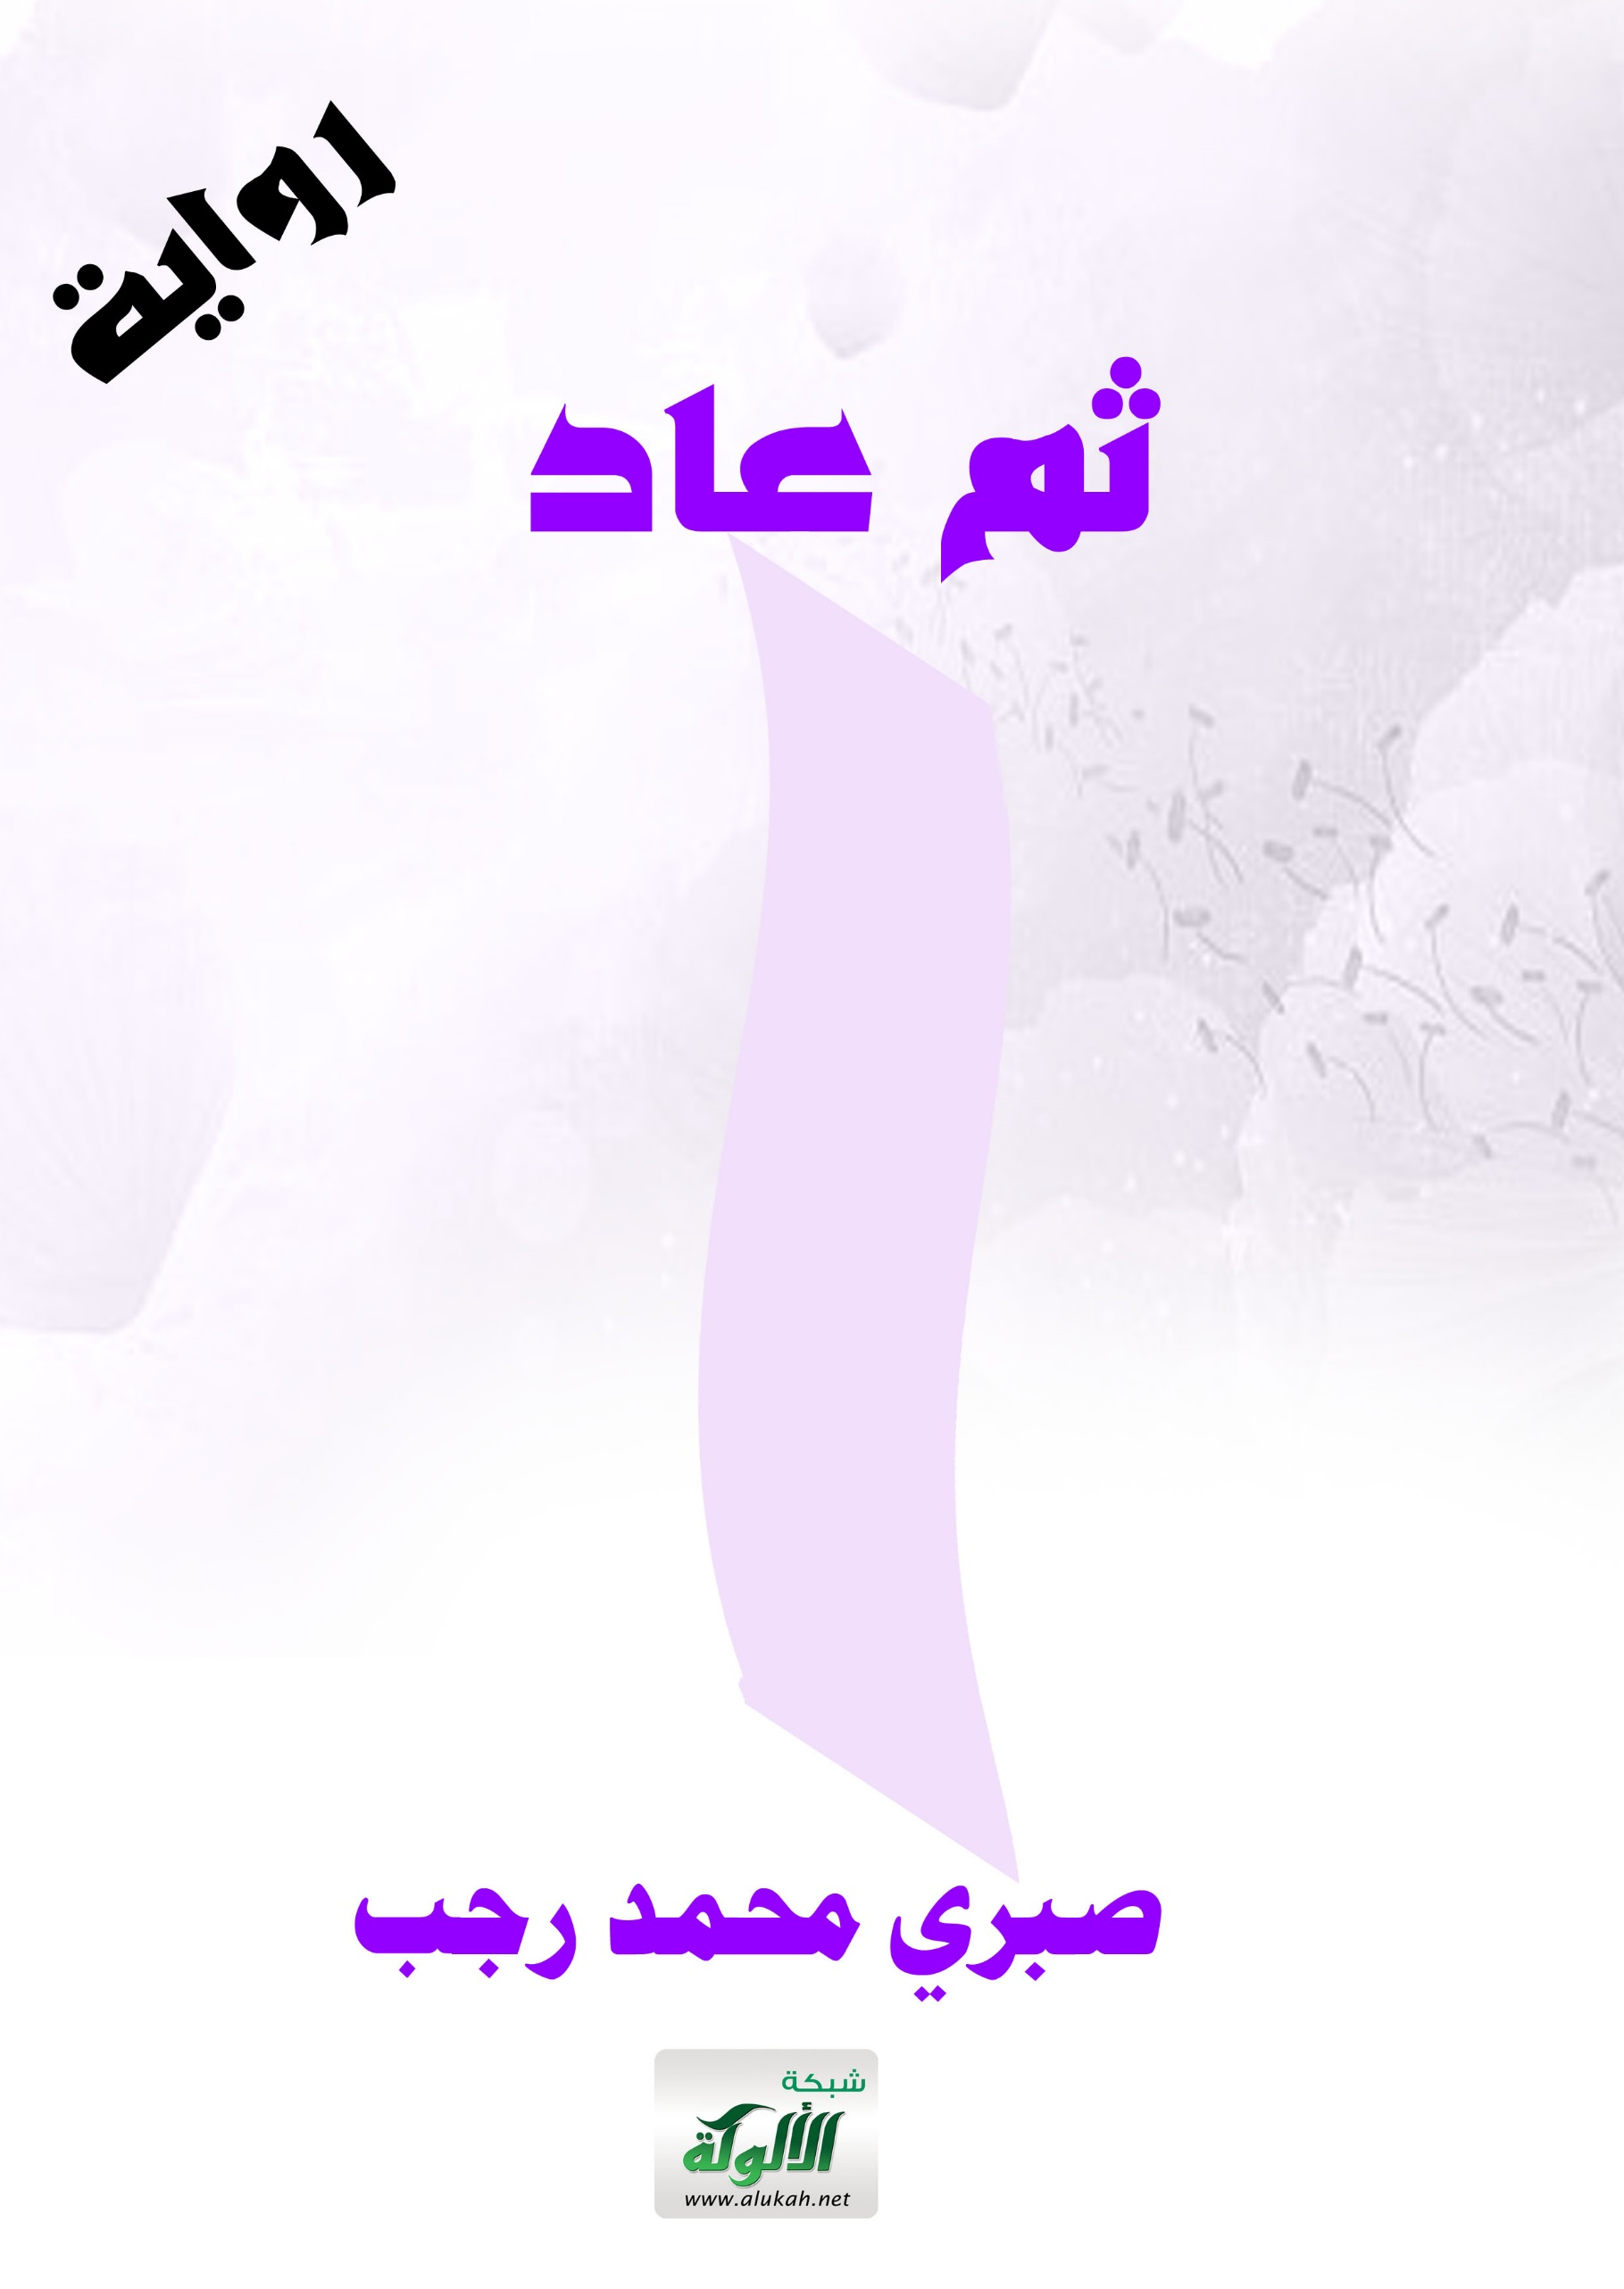 رواية
ثم عاد
صبري محمد رجب
شبكة
الألوكة
www.alukah.net